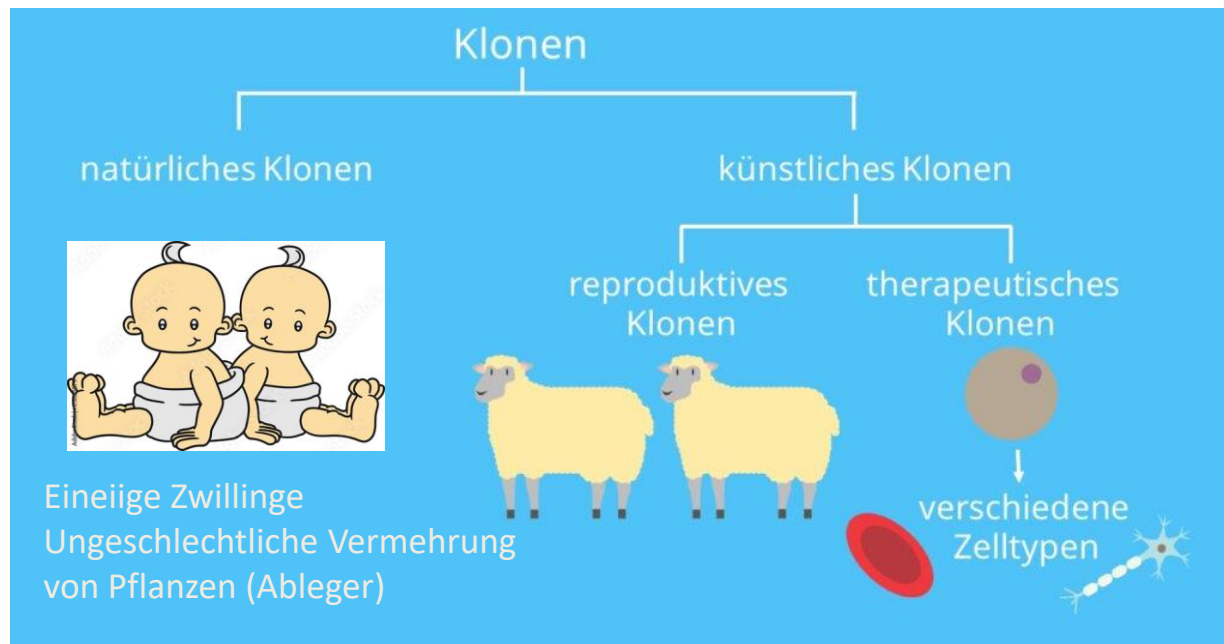 Klonen
natürliches Klonen
künstliches Klonen
reproduktives
Klonen
therapeutisches
Klonen
verschiedene
Zelltypen
Eineiige Zwillinge
Ungeschlechtliche Vermehrung
von Pflanzen (Ableger)